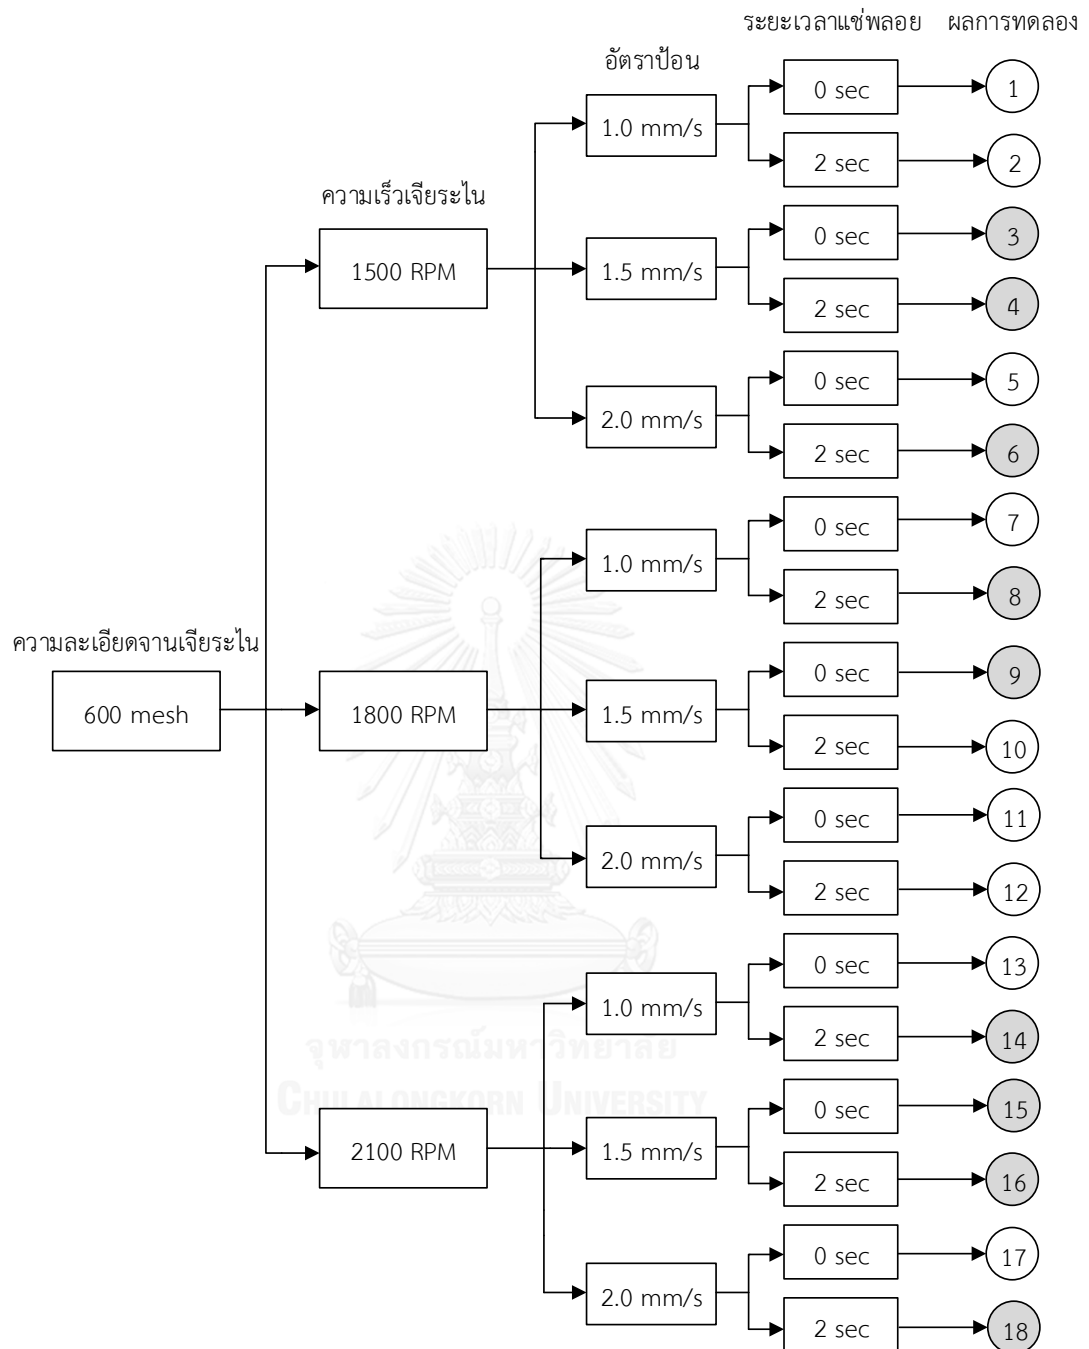 ระยะเวลาแช่พลอย ผลการทดลอง
อัตราป้อน
0 sec 1
1.0 mm/s
2 sec 2
ความเร็วเจียระไน
0 sec 3
1500 RPM 1.5 mm/s
2 sec 4
0 sec 5
2.0 mm/s
2 sec 6
0 sec 7
1.0 mm/s
2 sec 8
ความละเอียดจานเจียระไน
0 sec 9
600 mesh 1800 RPM 1.5 mm/s
2 sec 10
0 sec 11
2.0 mm/s
2 sec 12
0 sec 13
1.0 mm/s
2 sec 14
จุฬาลงกรณ์มหาวิทยาลัย
CHULALONGKORN UNIVERSITY
0 sec 15
2100 RPM 1.5 mm/s
2 sec 16
0 sec 17
2.0 mm/s
2 sec 18